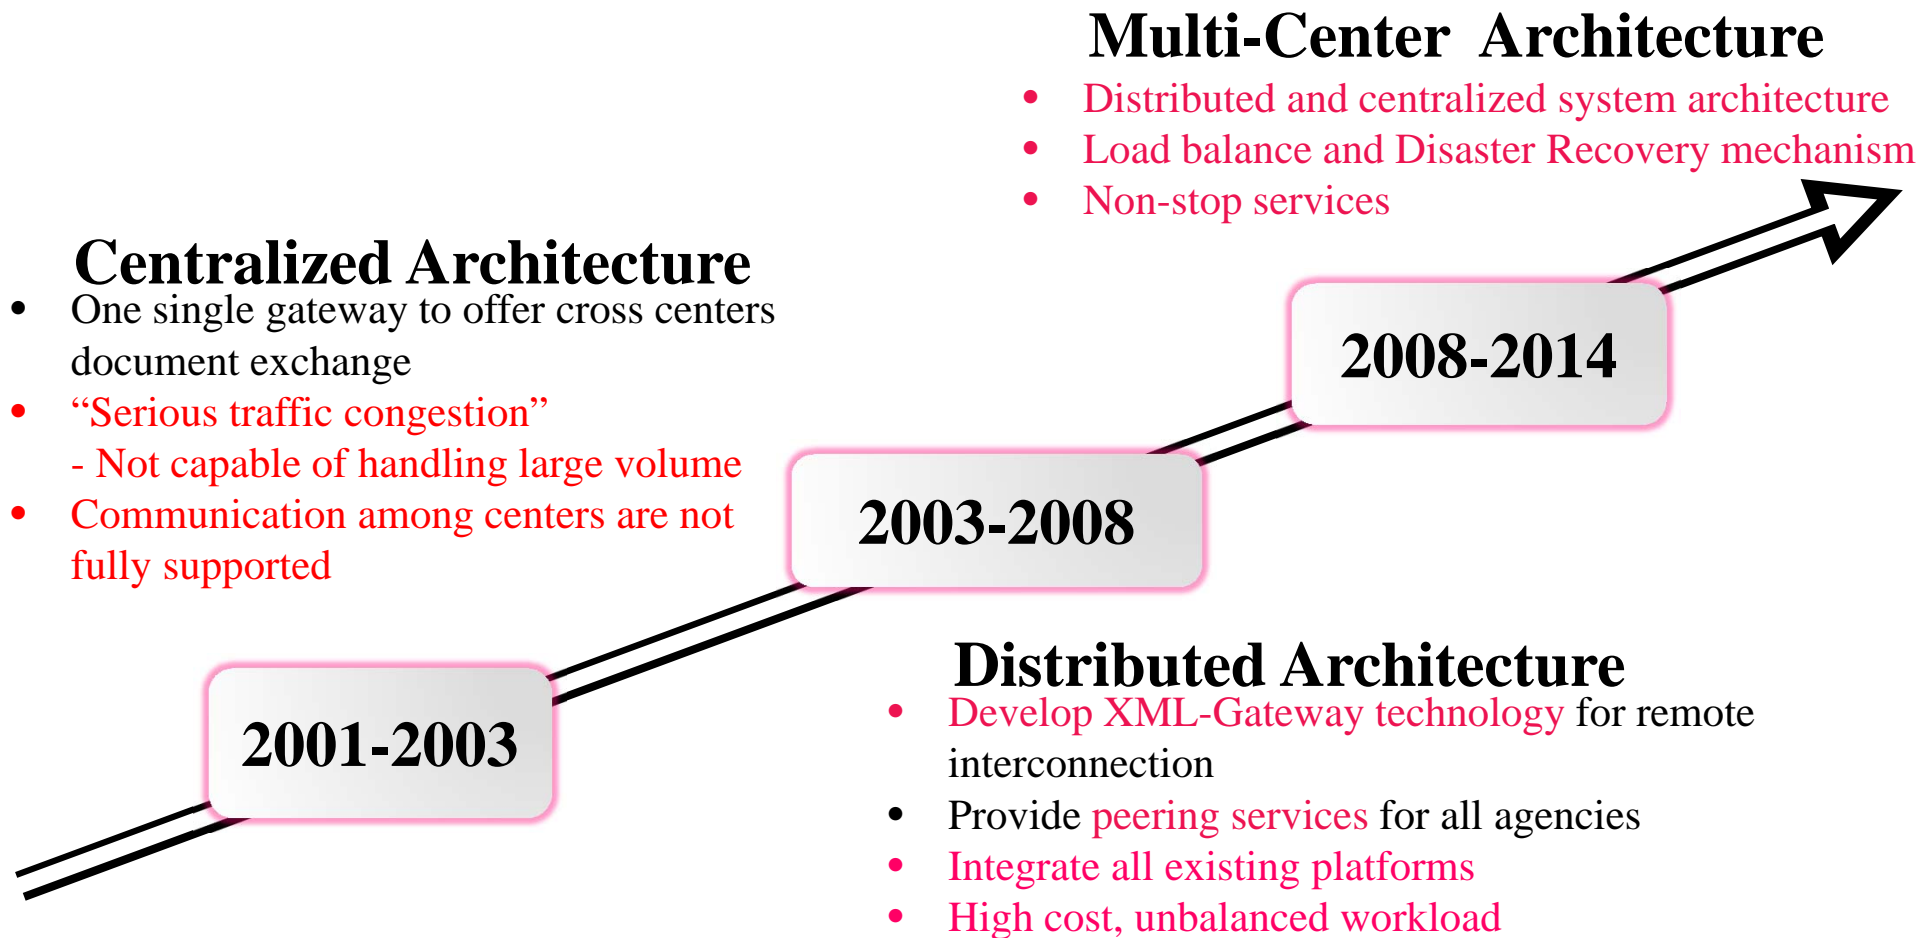 Multi-Center Architecture
• Distributed and centralized system architecture
• Load balance and Disaster Recovery mechanism
• Non-stop services
Centralized Architecture
• One single gateway to offer cross centers
document exchange
• “Serious traffic congestion”
- Not capable of handling large volume
• Communication among centers are not
fully supported
2008-2014
2003-2008
2001-2003
Distributed Architecture
• Develop XML-Gateway technology for remote
interconnection
• Provide peering services for all agencies
• Integrate all existing platforms
• High cost, unbalanced workload